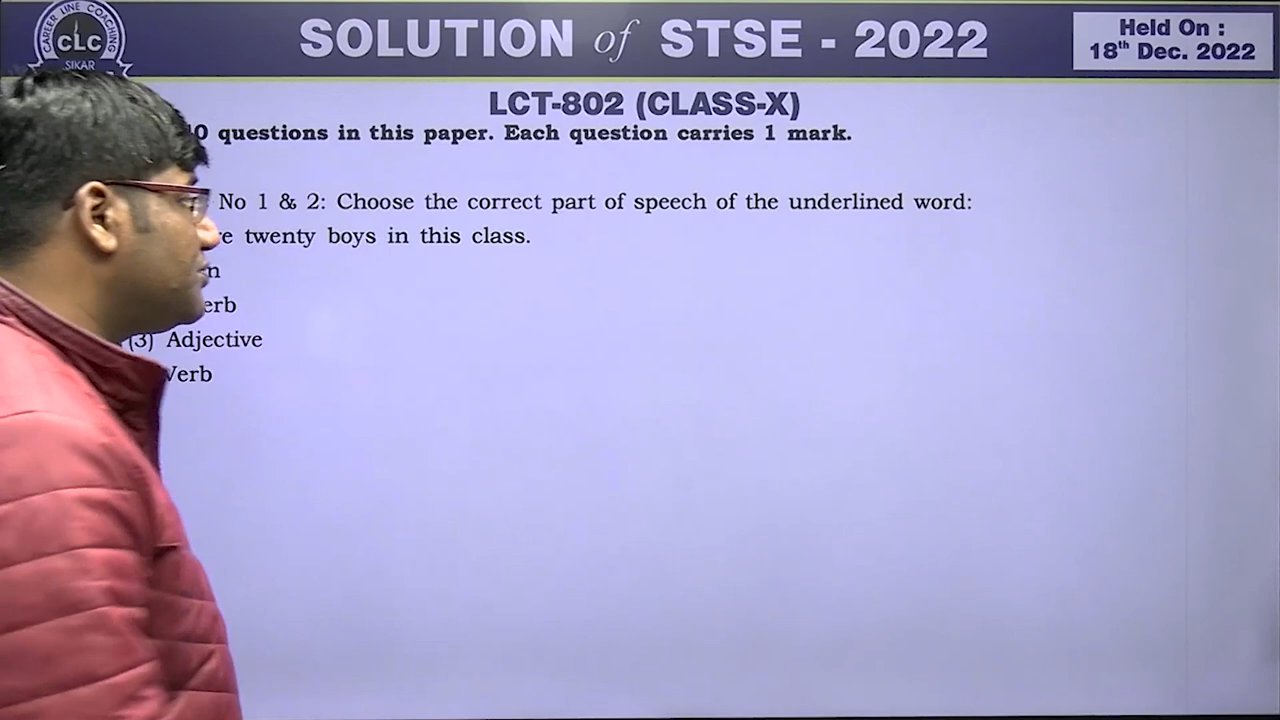 CAREER LINE COACHING
CLC
SIKAR
SOLUTION of STSE - 2022
Held On :
18th Dec. 2022
LCT-802 (CLASS-X)
questions in this paper. Each question carries 1 mark.
No 1 & 2: Choose the correct part of speech of the underlined word:
twenty boys in this class.
(3) Adjective
Verb